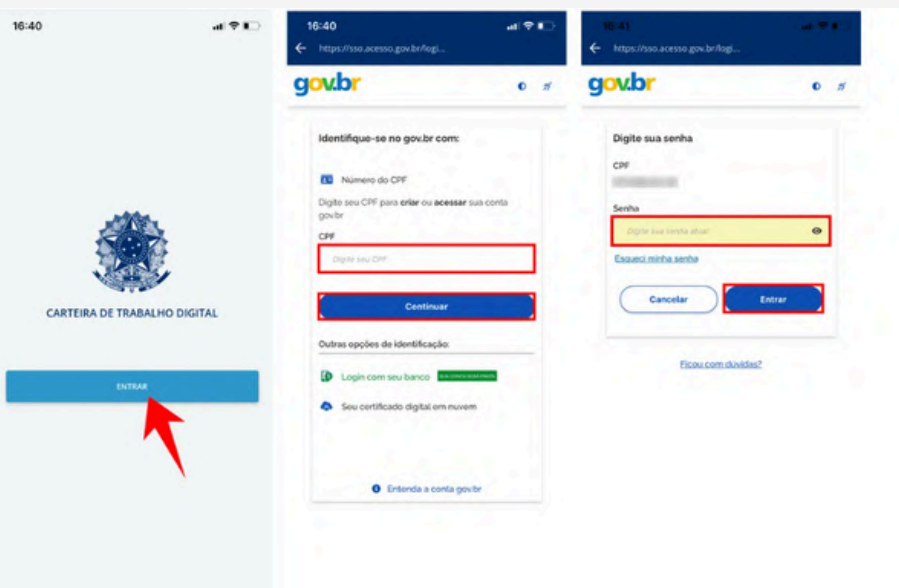 16:40
CARTEIRA DE TRABALHO DIGITAL
ENTRAR
16:40
https://sso.acesso.gov.br/logi...
gov.br
Identifique-se no gov.br com:
Número do CPF
Digite seu CPF para criar ou acessar sua conta
gov.br
CPF
Digite seu CPF
Continuar
Outras opções de identificação:
Login com seu banco
Seu certificado digital em nuvem
Entenda a conta gov.br
16:41
https://sso.acesso.gov.br/logi...
gov.br
Digite sua senha
CPF
Senha
Digite sua senha atual
Esqueci minha senha
Cancelar
Entrar
Ficou com dúvidas?